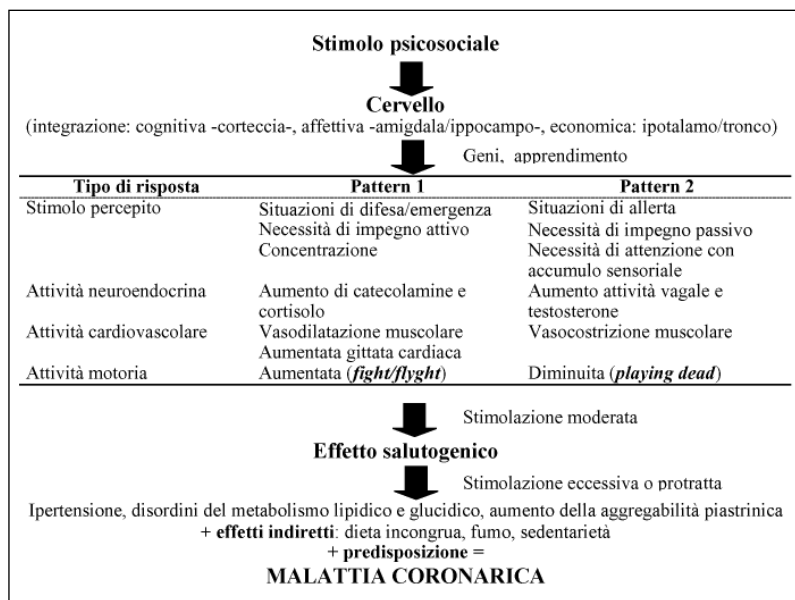 Stimolo psicosociale
Cervello
(integrazione: cognitiva -corteccia-, affettiva -amigdala/ippocampo-, economica: ipotalamo/tronco)
Geni, apprendimento
Tipo di risposta Pattern 1 Pattern 2
Stimolo percepito Situazioni di difesa/emergenza Situazioni di allerta
Necessità di impegno attivo Necessità di impegno passivo
Concentrazione Necessità di attenzione con
accumulo sensoriale
Attività neuroendocrina Aumento di catecolamine e Aumento attività vagale e
cortisolo testosterone
Attività cardiovascolare Vasodilatazione muscolare Vasocostrizione muscolare
Aumentata gittata cardiaca
Attività motoria Aumentata (fight/flyght) Diminuita (playing dead)
Stimolazione moderata
Effetto salutogenico
Stimolazione eccessiva o protratta
Ipertensione, disordini del metabolismo lipidico e glucidico, aumento della aggregabilità piastrinica
+ effetti indiretti: dieta incongrua, fumo, sedentarietà
+ predisposizione =
MALATTIA CORONARICA